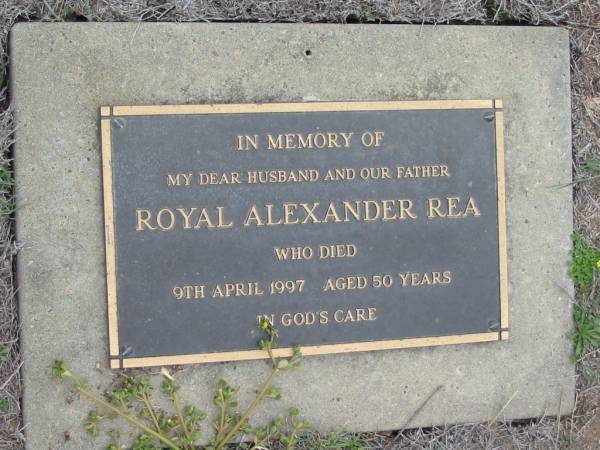 IN MEMORY OF
MY DEAR HUSBAND AND OUR FATHER
ROYAL ALEXANDER REA
WHO DIED
9TH APRIL 1997 AGED 50 YEARS
IN GOD'S CARE